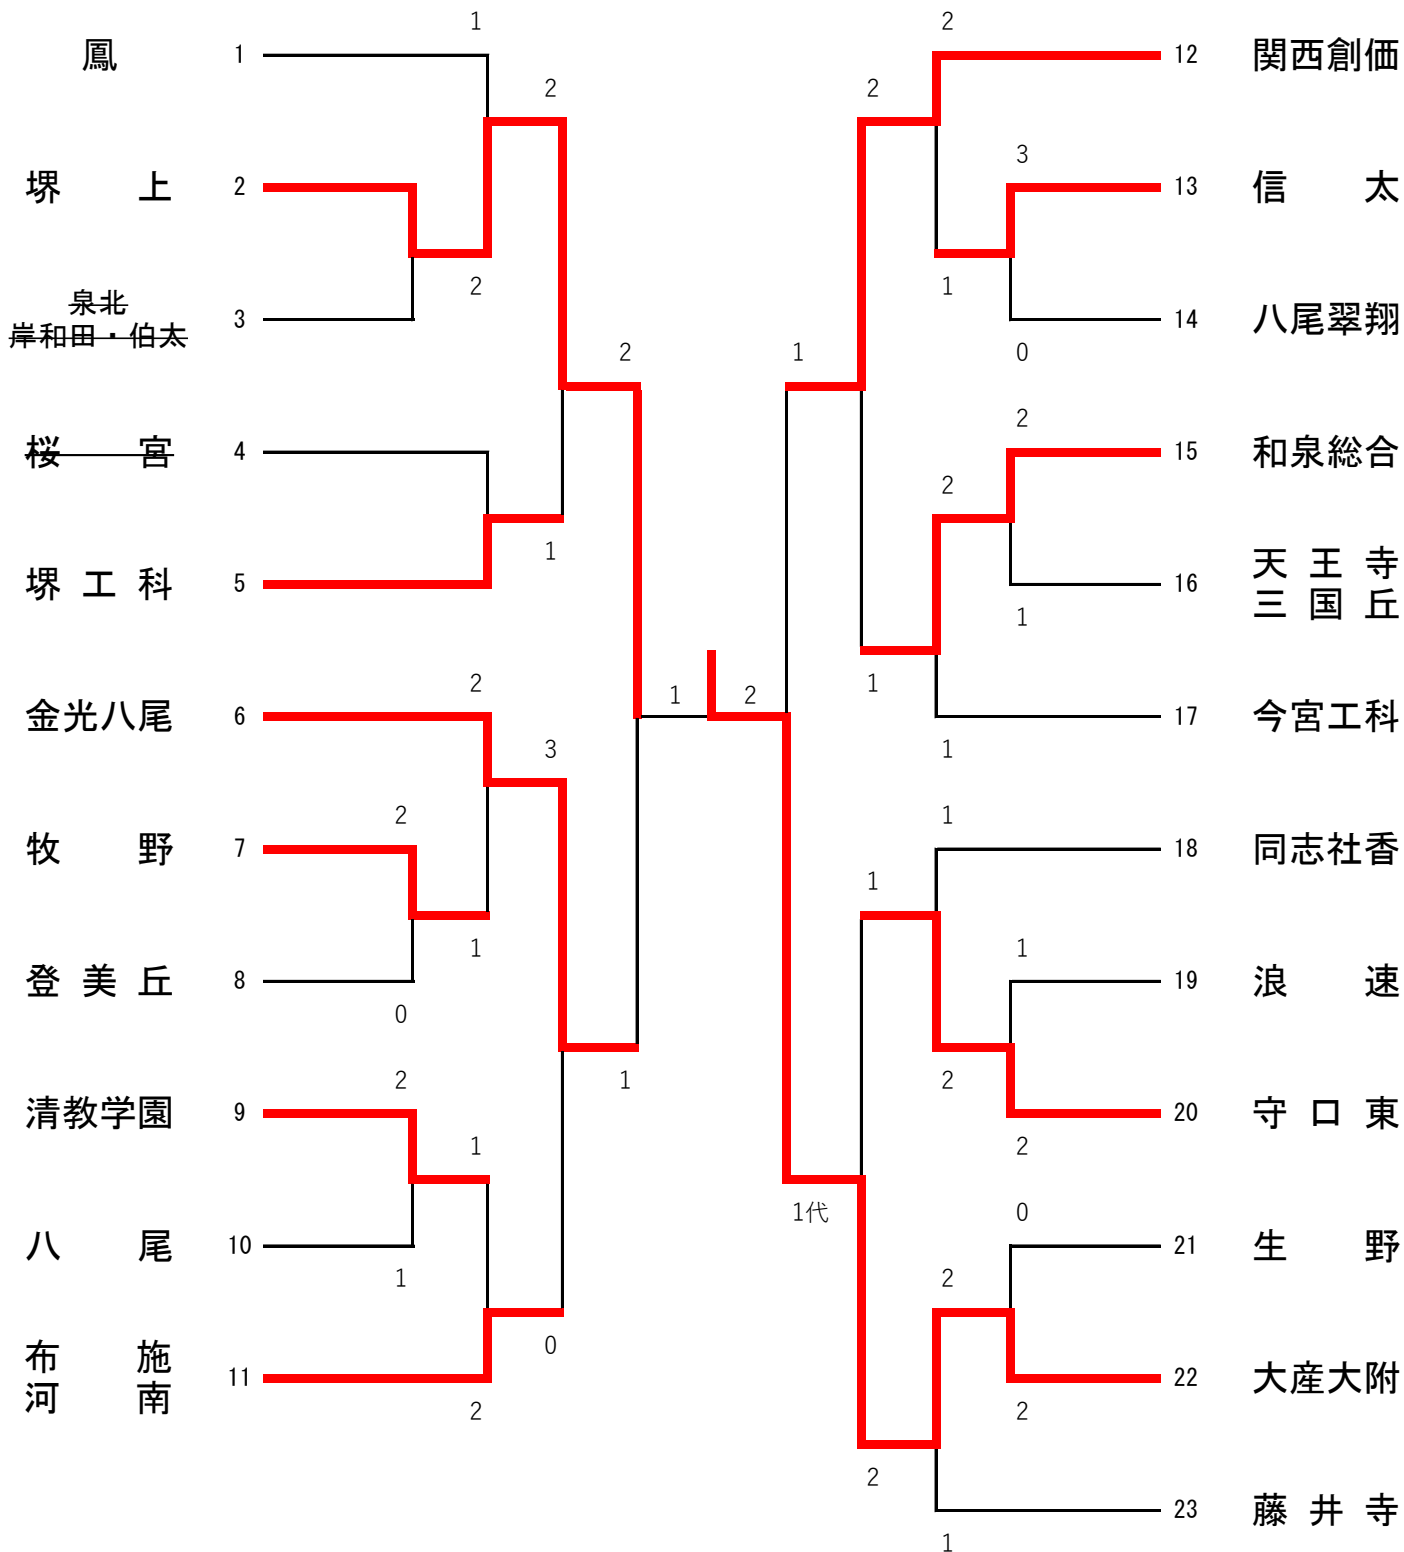 1
鳳 1
2
堺 上 2
2
泉北
岸和田・伯太 3
2
桜 宮 4
1
堺 工 科 5
2
金光八尾 6
3
2
牧 野 7
1
登 美 丘 8
0
1
2
清教学園 9
1
八 尾 10
1
0
布 施
河 南 11
2
1 2
2
12 関西創価
2
3
13 信 太
1
14 八尾翠翔
1
0
2
15 和泉総合
2
16 天 王 寺
三 国 丘
1
1
17 今宮工科
1
1
18 同志社香
1
1
19 浪 速
2
20 守 口 東
2
1代
0
21 生 野
2
22 大産大附
2
2
23 藤 井 寺
1